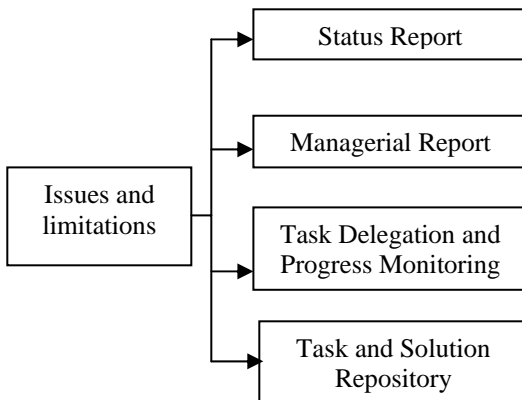 Status Report
Managerial Report
Issues and
limitations
Task Delegation and
Progress Monitoring
Task and Solution
Repository